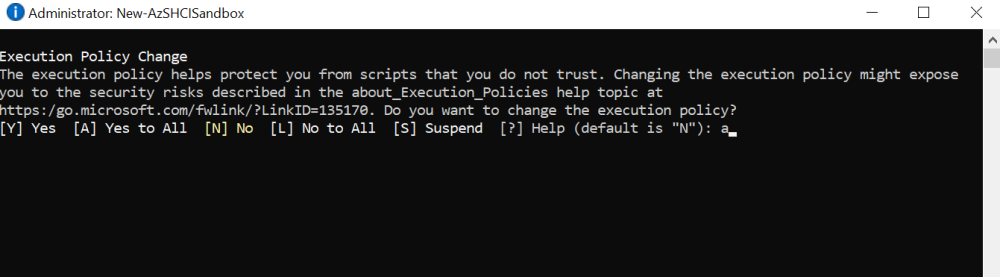 Administrator: New-AzSHCISandbox
Execution Policy Change
The execution policy helps protect you from scripts that you do not trust. Changing the execution policy might expose
you to the security risks described in the about_Execution_Policies help topic at
https:/go.microsoft.com/fwlink/?LinkID=135170. Do you want to change the execution policy?
[Y] Yes  [A] Yes to All  [N] No  [L] No to All  [S] Suspend  [?] Help (default is "N"): a